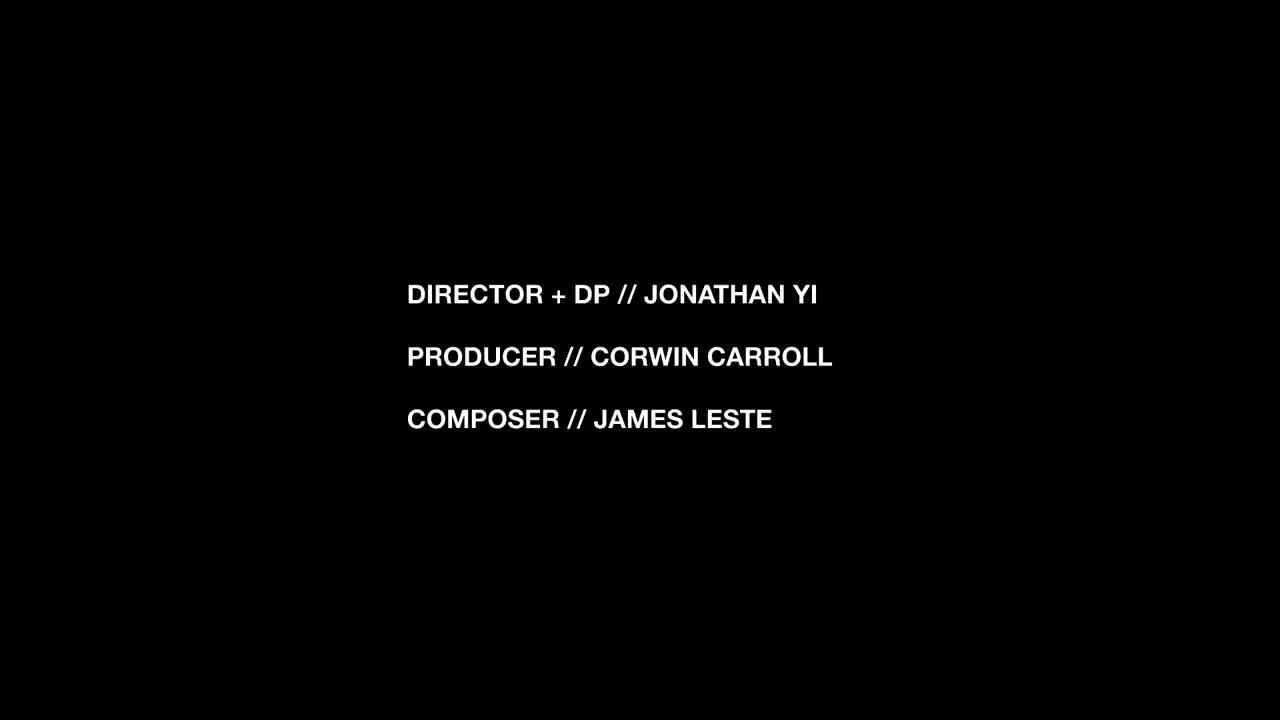 DIRECTOR + DP // JONATHAN YI
PRODUCER // CORWIN CARROLL
COMPOSER // JAMES LESTE